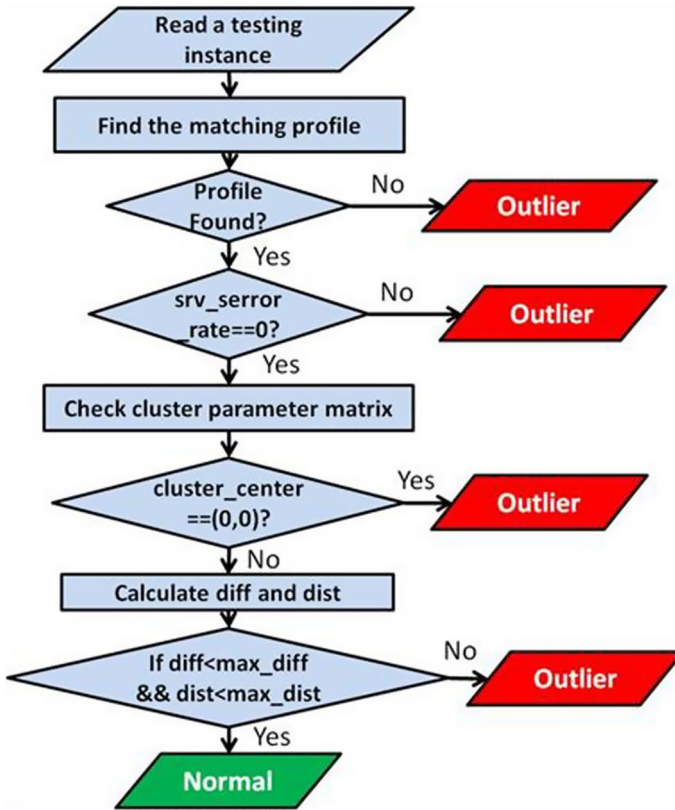 Read a testing
instance
Find the matching profile
Profile
Found?
No
Outlier
Yes
srv_serror
_rate==0?
No
Outlier
Yes
Check cluster parameter matrix
cluster_center
==(0,0)?
Yes
Outlier
No
Calculate diff and dist
If diff<max_diff
&& dist<max_dist
No
Outlier
Yes
Normal